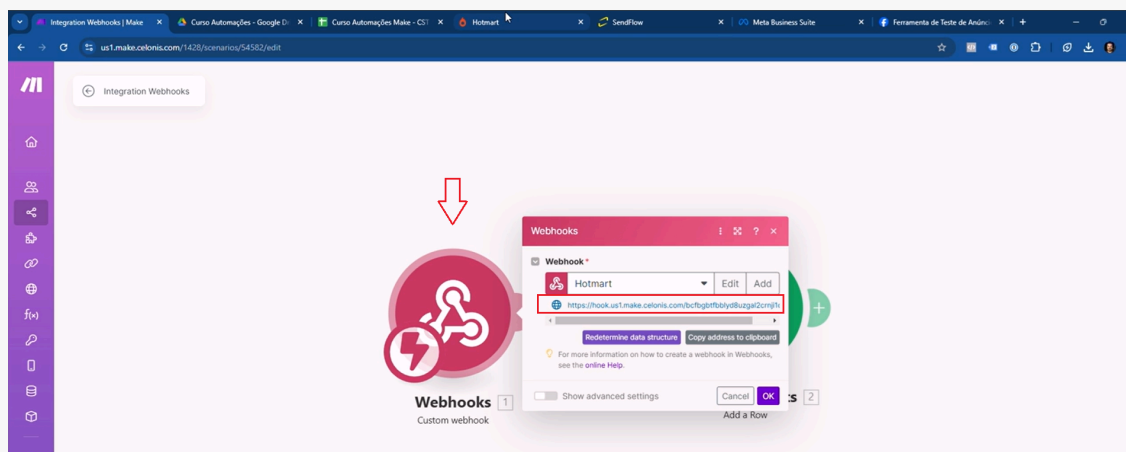 Integration Webhooks | Make
Curso Automações - Google D
Curso Automações Make - CST
Hotmart
SendFlow
Meta Business Suite
Ferramenta de Teste de Anúnc
us1.make.celonis.com/1428/scenarios/54582/edit
Integration Webhooks
Webhooks
Webhook *
Hotmart
Edit
Add
https://hook.us1.make.celonis.com/bcfbgbtfbblyd8uzgal2crnji1
Redetermine data structure
Copy address to clipboard
For more information on how to create a webhook in Webhooks,
see the online Help.
Show advanced settings
Cancel
OK
Webhooks 1
Custom webhook
s 2
Add a Row